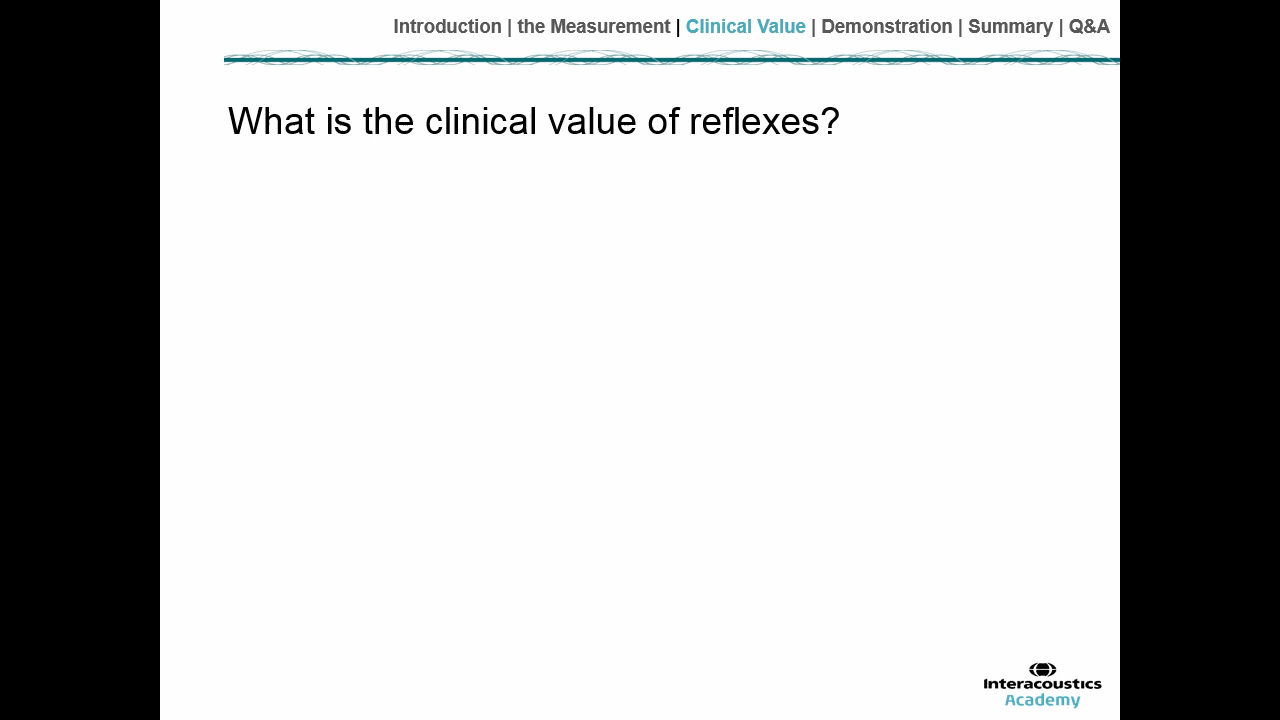 Introduction | the Measurement | Clinical Value | Demonstration | Summary | Q&A
What is the clinical value of reflexes?
Interacoustics
Academy